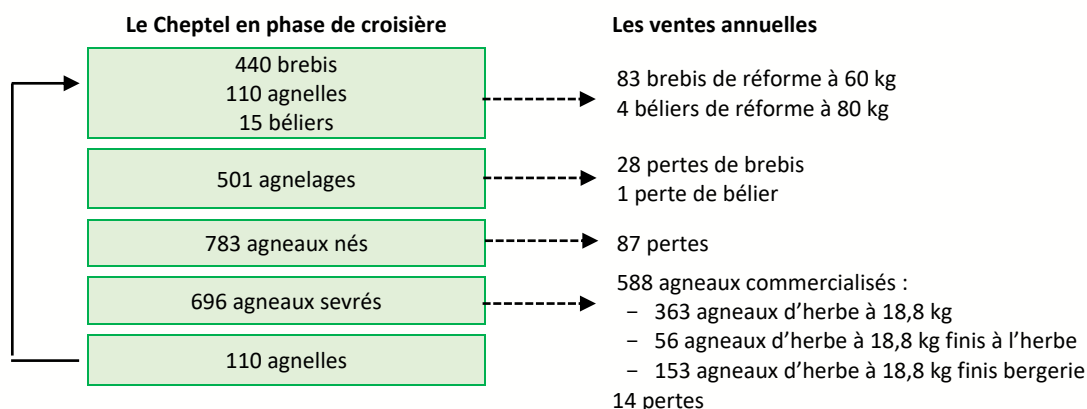 Le Cheptel en phase de croisière
440 brebis
110 agnelles
15 béliers
501 agnelages
783 agneaux nés
696 agneaux sevrés
110 agnelles
Les ventes annuelles
83 brebis de réforme à 60 kg
4 béliers de réforme à 80 kg
28 pertes de brebis
1 perte de bélier
87 pertes
588 agneaux commercialisés :
− 363 agneaux d’herbe à 18,8 kg
− 56 agneaux d’herbe à 18,8 kg finis à l’herbe
− 153 agneaux d’herbe à 18,8 kg finis bergerie
14 pertes